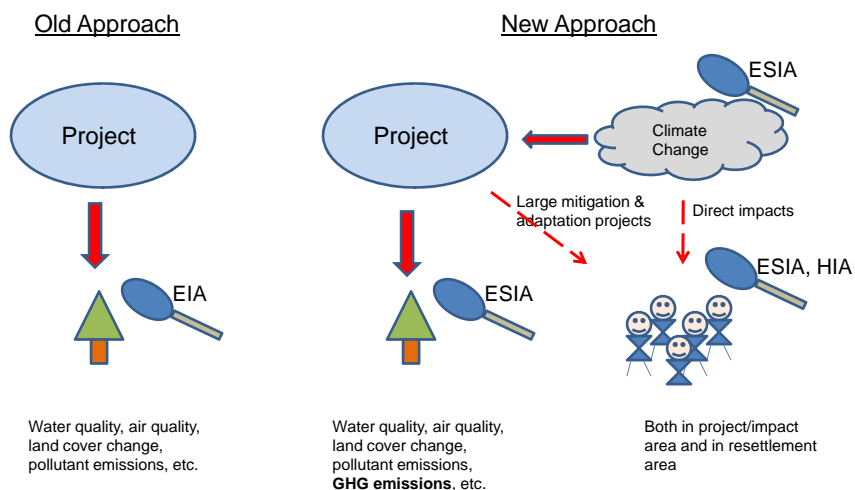 Old Approach
New Approach
ESIA
Project
Project
Climate
Change
Large mitigation &
adaptation projects
Direct impacts
EIA
ESIA
ESIA, HIA
Water quality, air quality,
land cover change,
pollutant emissions, etc.
Water quality, air quality,
land cover change,
pollutant emissions,
GHG emissions, etc.
Both in project/impact
area and in resettlement
area